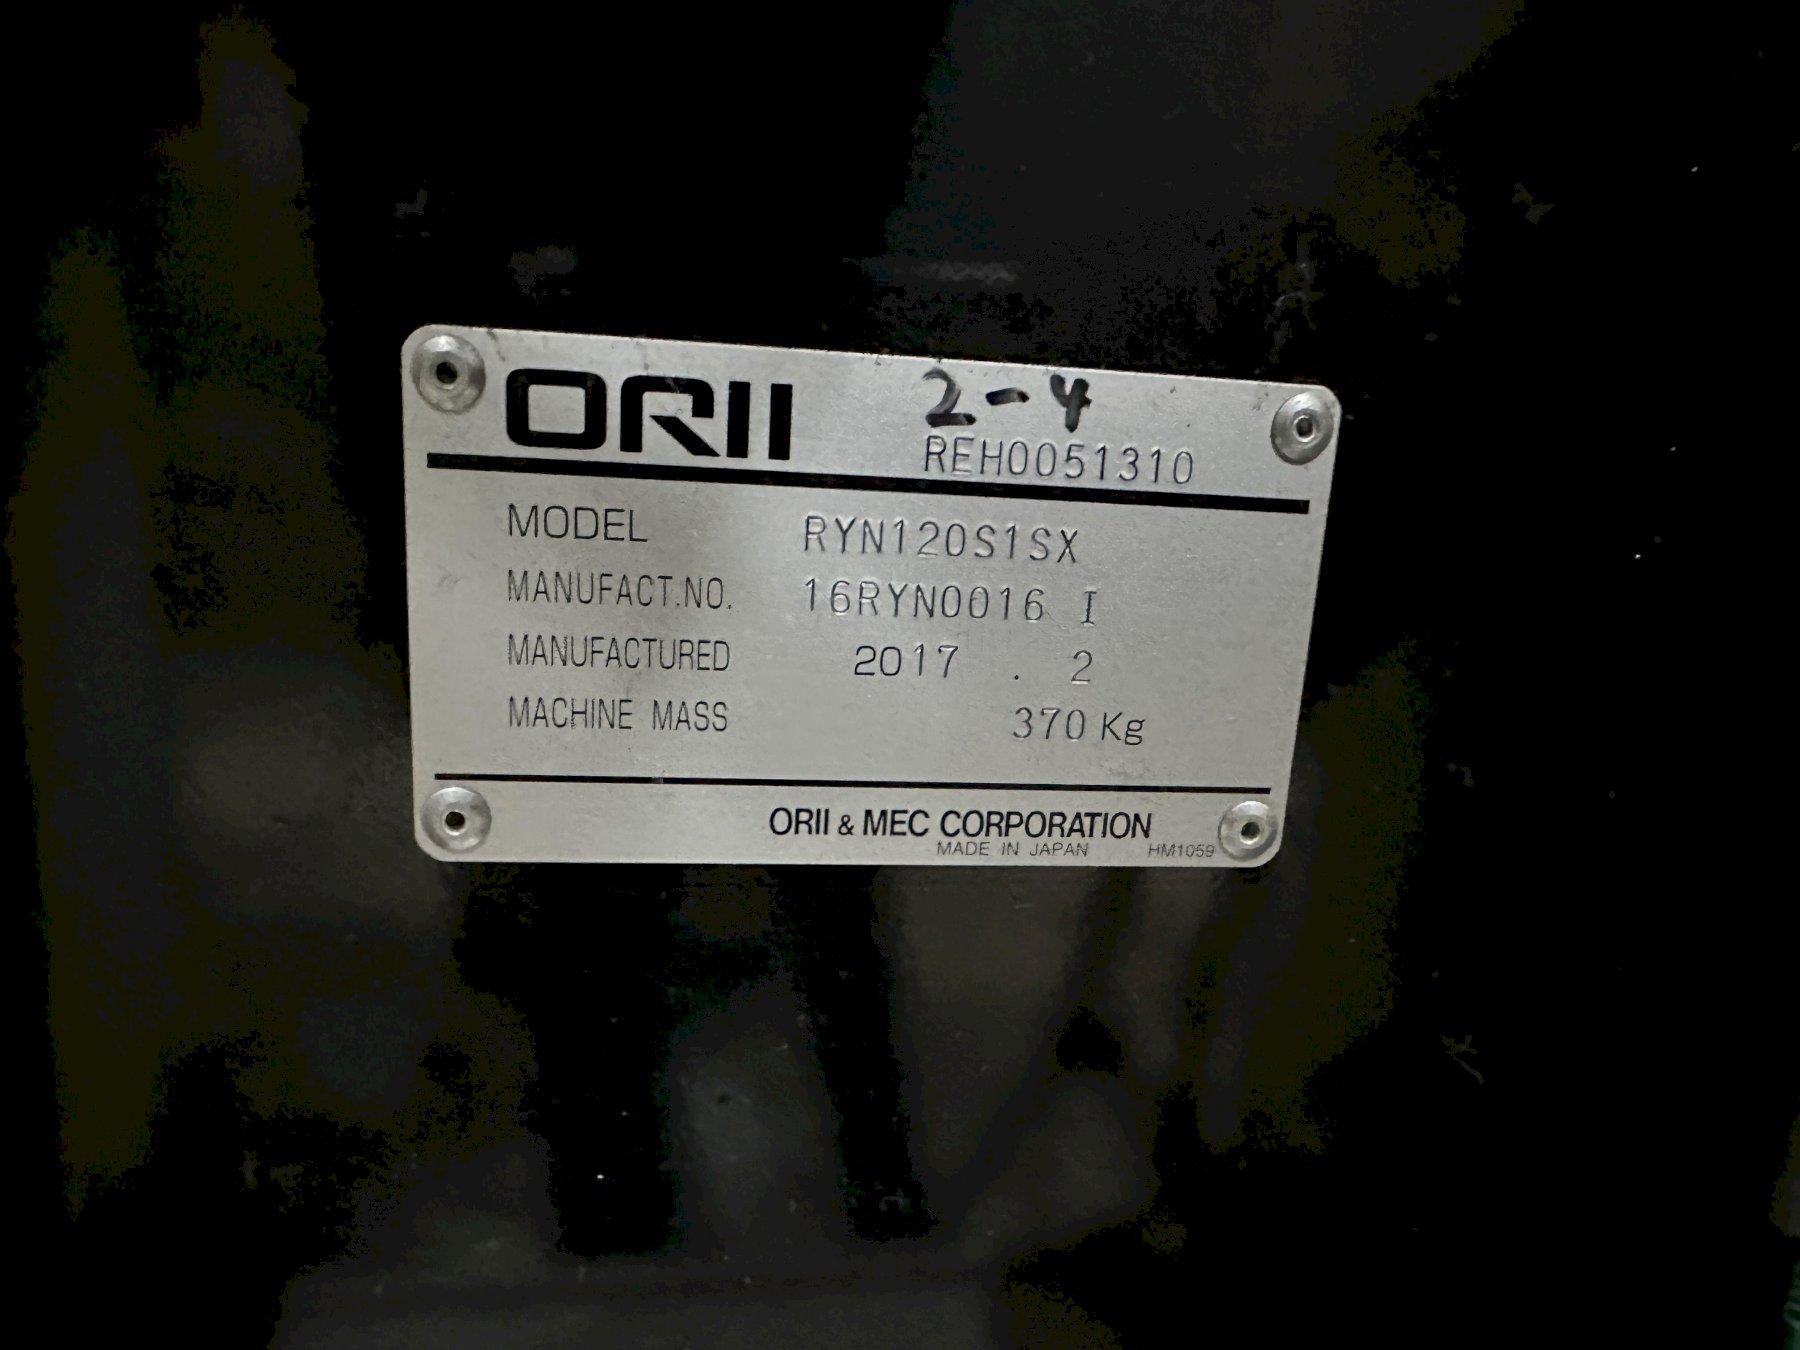 ORII 2-4
REH0051310
MODEL RYN120S1SX
MANUFACT.NO. 16RYN0016 I
MANUFACTURED 2017 . 2
MACHINE MASS 370 Kg
ORII & MEC CORPORATION
MADE IN JAPAN HM1059